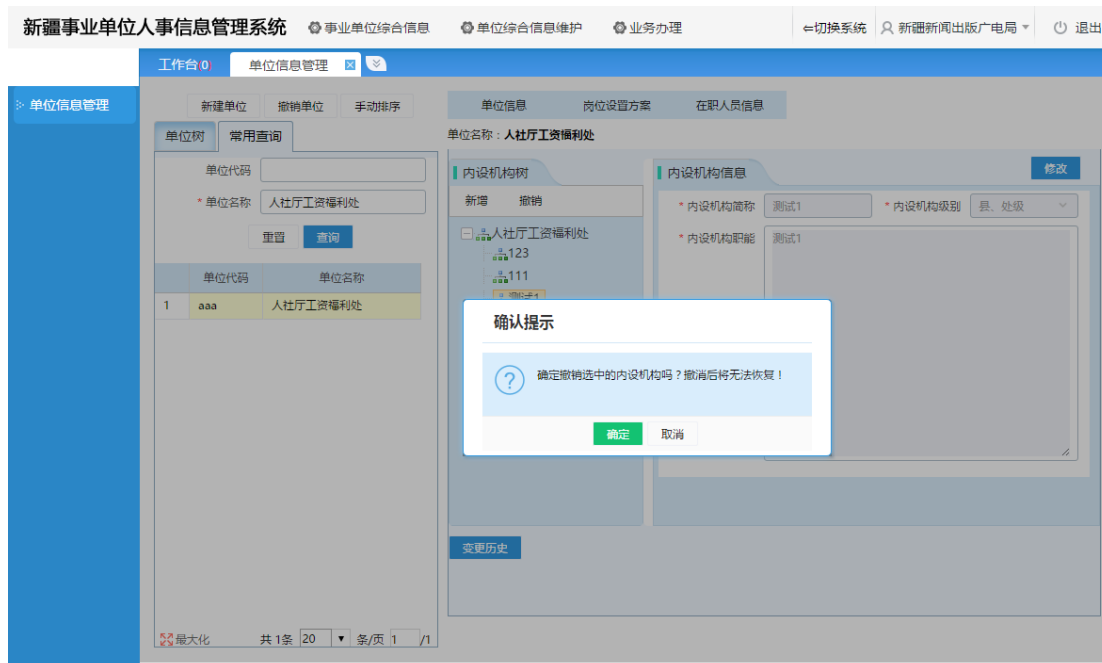 新疆事业单位人事信息管理系统 事业单位综合信息 单位综合信息维护 业务办理 ⇐切换系统 新疆新闻出版广电局 退出
工作台(0) 单位信息管理
单位信息管理
新建单位 撤销单位 手动排序
单位信息 岗位设置方案 在职人员信息
单位树 常用查询
单位名称：人社厅工资福利处
单位代码
* 单位名称 人社厅工资福利处
重置 查询
单位代码 单位名称
1 aaa 人社厅工资福利处
内设机构树
新增 撤销
人社厅工资福利处
123
111
测试1
内设机构信息 修改
* 内设机构简称 测试1 * 内设机构级别 县、处级
* 内设机构职能 测试1
确认提示
确定撤销选中的内设机构吗？撤消后将无法恢复！
确定 取消
变更历史
最大化 共 1条 20 条/页 1 /1